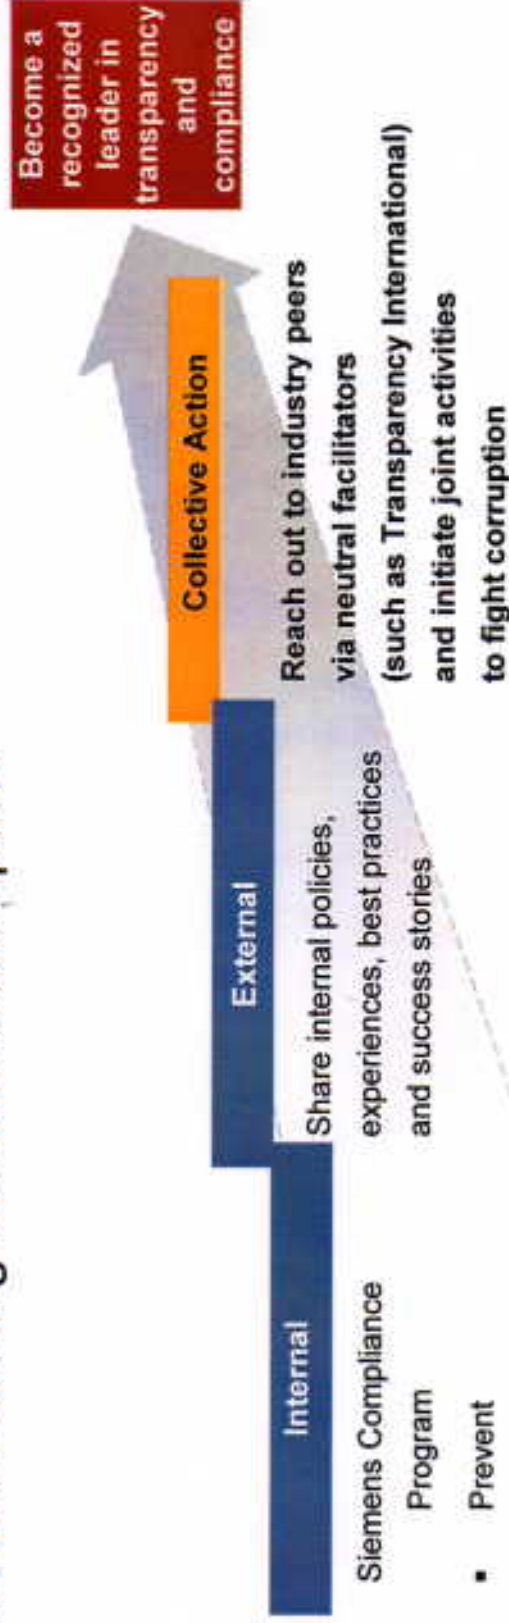 Become a
recognized
leader in
transparency
and
compliance
Collective Action
Reach out to industry peers
via neutral facilitators
(such as Transparency International)
and initiate joint activities
to fight corruption
External
Share internal policies,
experiences, best practices
and success stories
Internal
Siemens Compliance
Program
▪ Prevent